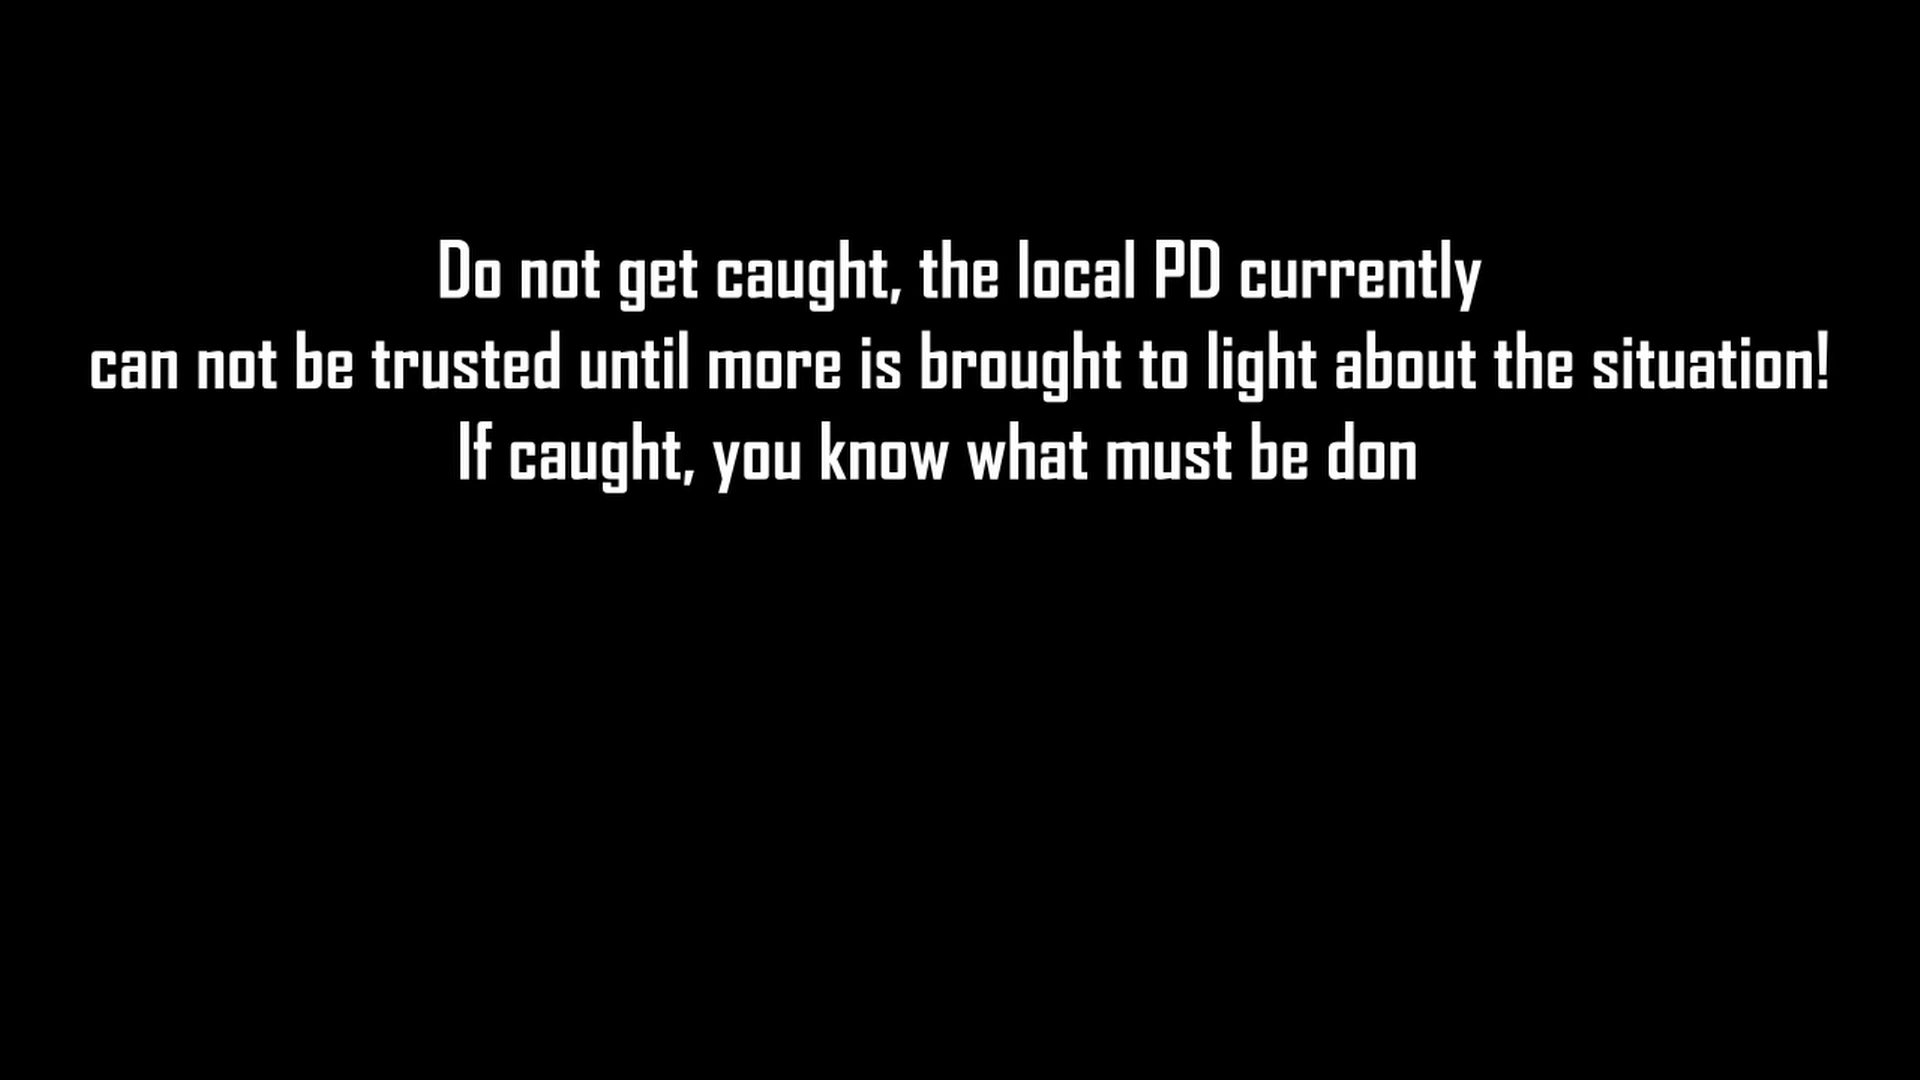 Do not get caught, the local PD currently
can not be trusted until more is brought to light about the situation!
If caught, you know what must be don